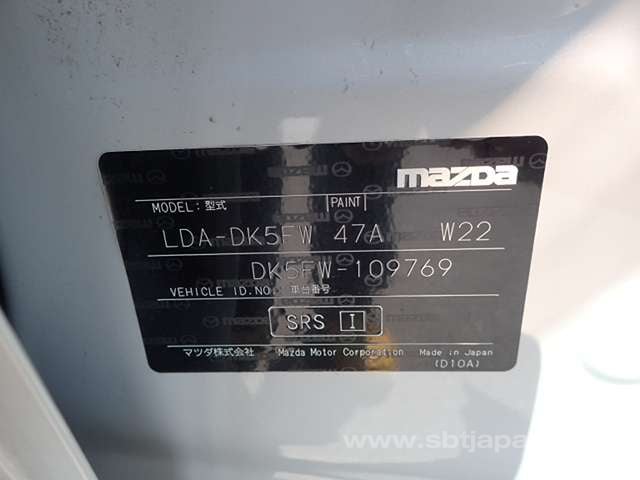 mazda
MODEL: 型式 PAINT
LDA-DK5FW 47A W22
DK5FW-109769
VEHICLE ID.NO. 車台番号
SRS I
マツダ株式会社 Mazda Motor Corporation Made in Japan
(D10A)
www.sbtjapa